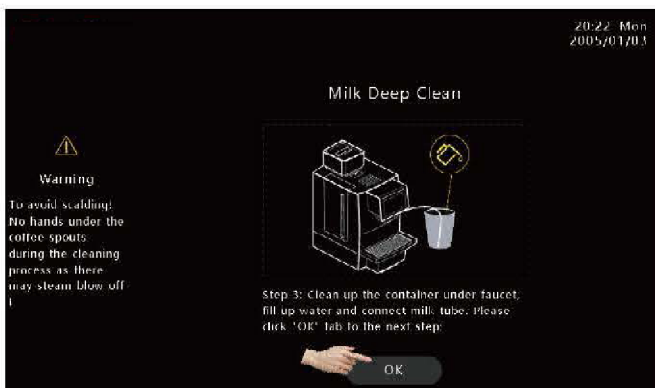 20:22 Mon
2005/01/03
Milk Deep Clean
Warning
To avoid scalding!
No hands under the
coffee spouts
during the cleaning
process as there
may steam blow off
!
Step 3: Clean up the container under faucet,
fill up water and connect milk tube. Please
click "OK" tab to the next step:
OK